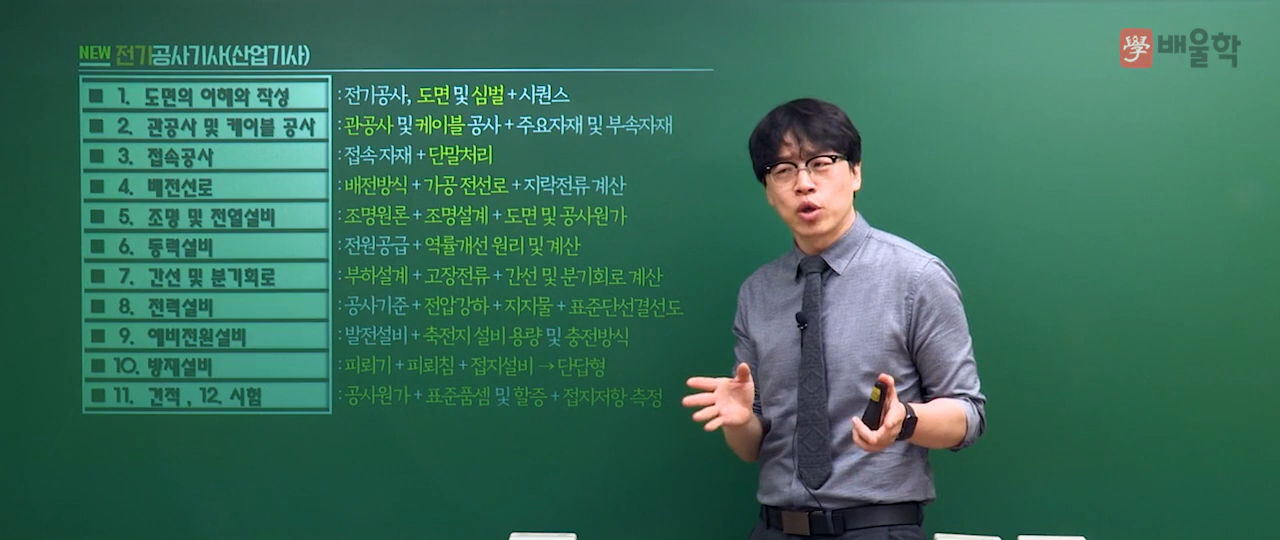 NEW 전기공사기사(산업기사)
學 배울학
■ 1. 도면의 이해와 작성 : 전기공사, 도면 및 심벌 + 시퀀스
■ 2. 관공사 및 케이블 공사 : 관공사 및 케이블 공사 + 주요자재 및 부속자재
■ 3. 접속공사 : 접속 자재 + 단말처리
■ 4. 배전선로 : 배전방식 + 가공 전선로 + 지락전류 계산
■ 5. 조명 및 전열설비 : 조명원론 + 조명설계 + 도면 및 공사원가
■ 6. 동력설비 : 전원공급 + 역률개선 원리 및 계산
■ 7. 간선 및 분기회로 : 부하설계 + 고장전류 + 간선 및 분기회로 계산
■ 8. 전력설비 : 공사기준 + 전압강하 + 지지물 + 표준단선결선도
■ 9. 예비전원설비 : 발전설비 + 축전지 설비 용량 및 충전방식
■ 10. 방재설비 : 피뢰기 + 피뢰침 + 접지설비 → 단답형
■ 11. 견적 , 12. 시험 : 공사원가 + 표준품셈 및 할증 + 접지저항 측정